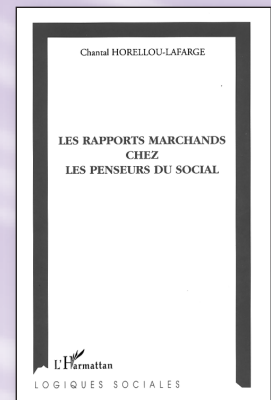 Chantal HORELLOU-LAFARGE
LES RAPPORTS MARCHANDS
CHEZ
LES PENSEURS DU SOCIAL
L'Harmattan
LOGIQUES SOCIALES